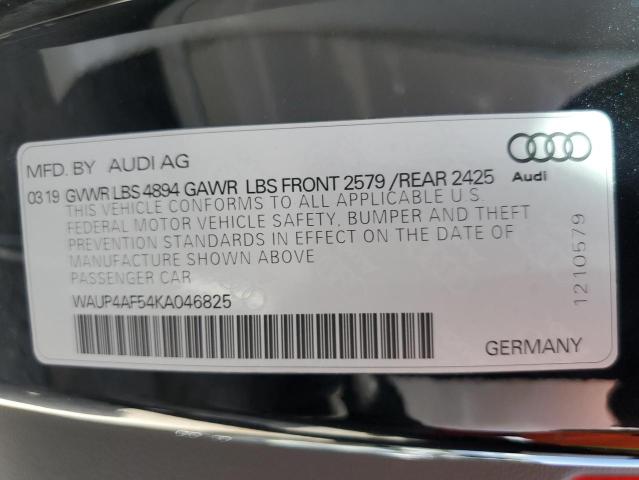 MFD. BY AUDI AG
Audi
03 19 GVWR LBS 4894 GAWR LBS FRONT 2579 /REAR 2425
THIS VEHICLE CONFORMS TO ALL APPLICABLE U.S.
FEDERAL MOTOR VEHICLE SAFETY, BUMPER AND THEFT
PREVENTION STANDARDS IN EFFECT ON THE DATE OF
MANUFACTURE SHOWN ABOVE
PASSENGER CAR
WAUP4AF54KA046825
1210579
GERMANY